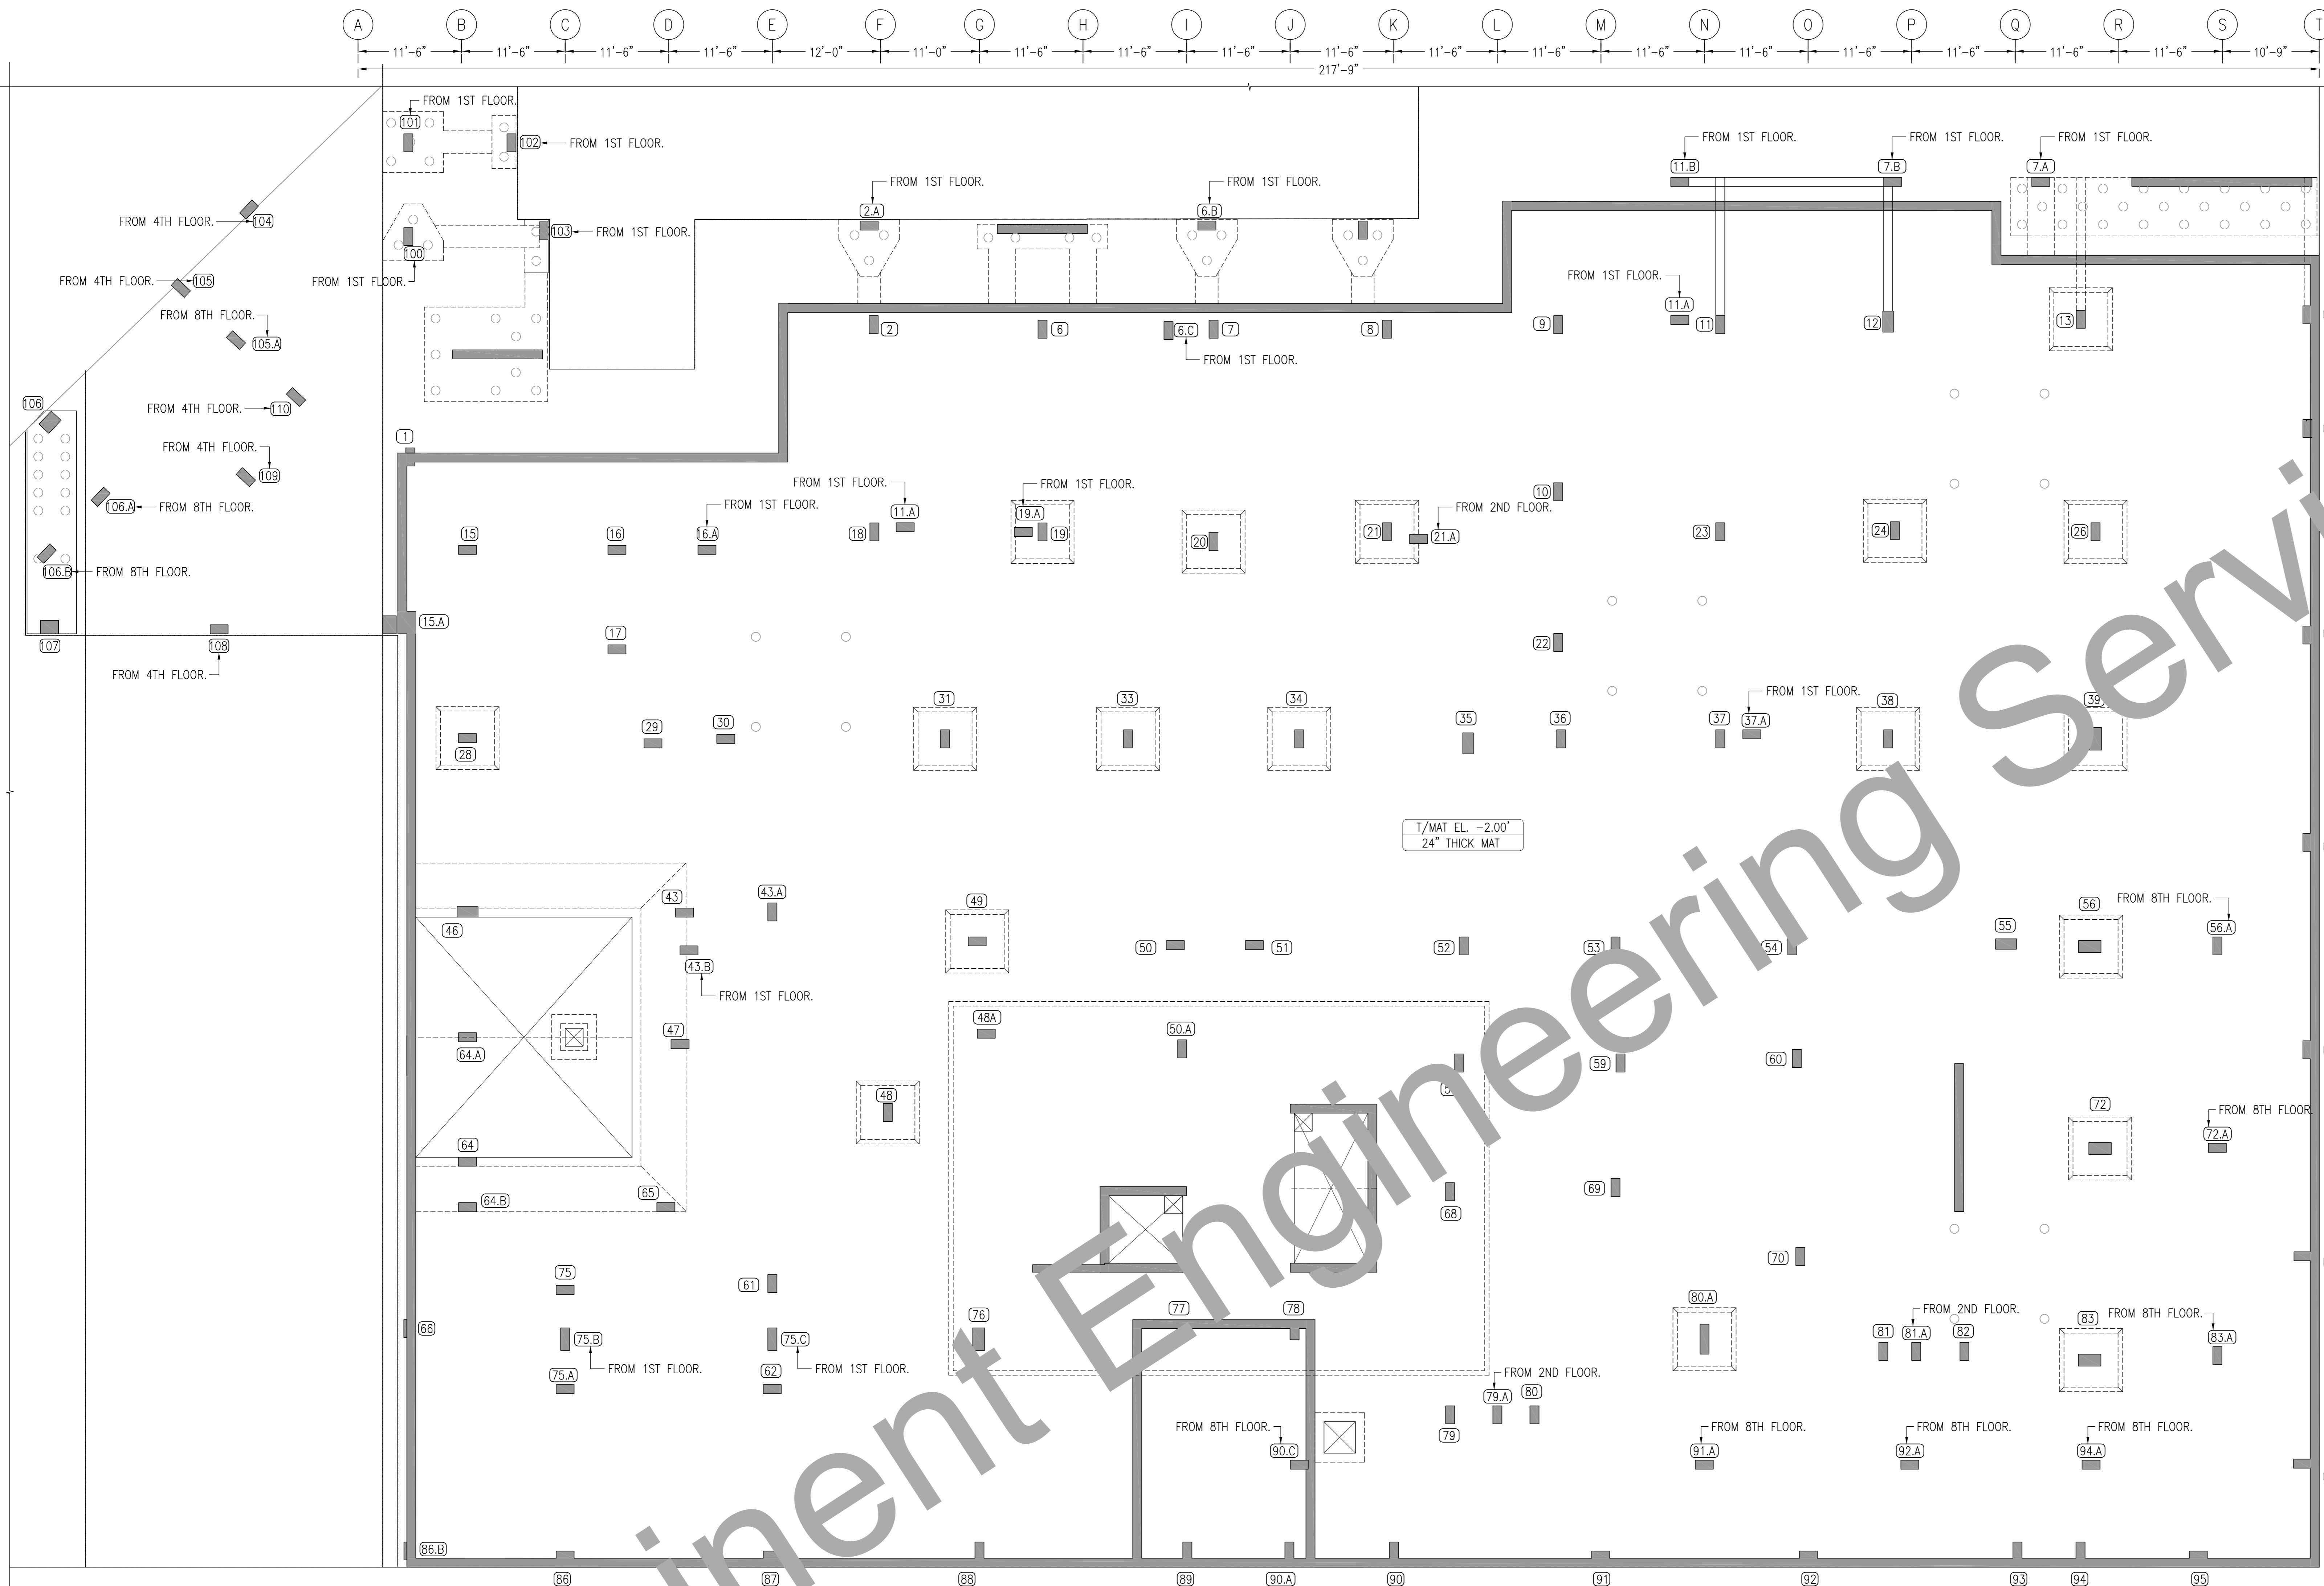 A B C D E F G H I J K L M N O P Q R S T
11'-6" 11'-6" 11'-6" 11'-6" 12'-0" 11'-0" 11'-6" 11'-6" 11'-6" 11'-6" 11'-6" 11'-6" 11'-6" 11'-6" 11'-6" 11'-6" 11'-6" 11'-6" 10'-9"
217'-9"
FROM 1ST FLOOR.
101
102 FROM 1ST FLOOR.
FROM 1ST FLOOR. FROM 1ST FLOOR. FROM 1ST FLOOR.
11.B 7.B 7.A
FROM 1ST FLOOR. FROM 1ST FLOOR.
2.A 6.B
FROM 4TH FLOOR. 104
103 FROM 1ST FLOOR.
100
FROM 4TH FLOOR. 105
FROM 1ST FLOOR.
FROM 1ST FLOOR.
11.A
FROM 8TH FLOOR.
105.A
2 6 6.C 7 8 9 11 12 13
FROM 1ST FLOOR.
106
FROM 4TH FLOOR. 110
1
FROM 4TH FLOOR.
109
FROM 1ST FLOOR. FROM 1ST FLOOR.
11.A 19.A
10
106.A FROM 8TH FLOOR.
FROM 1ST FLOOR.
FROM 2ND FLOOR.
15 16 16.A 18 19 20 21 21.A 23 24 26
106.B FROM 8TH FLOOR.
15.A
17
22
107 108
FROM 4TH FLOOR.
FROM 1ST FLOOR.
31 33 34 38 39
29 30 35 36 37 37.A
28
T/MAT EL. -2.00'
24" THICK MAT
43 43.A
49
FROM 8TH FLOOR.
46
56 56.A
55
50 51 52 53 54
43.B
FROM 1ST FLOOR.
48A
50.A
47
64.A
59 60
48
72
FROM 8TH FLOOR.
72.A
64
65
64.B
69
68
70
75
61
80.A
FROM 2ND FLOOR.
FROM 8TH FLOOR.
76 77 78
66
75.B 75.C
81 81.A 82 83 83.A
FROM 1ST FLOOR. FROM 1ST FLOOR.
75.A 62
FROM 2ND FLOOR.
79.A 80
79
FROM 8TH FLOOR. FROM 8TH FLOOR. FROM 8TH FLOOR. FROM 8TH FLOOR.
90.C 91.A 92.A 94.A
86.B
86 87 88 89 90.A 90 91 92 93 94 95
Engineering